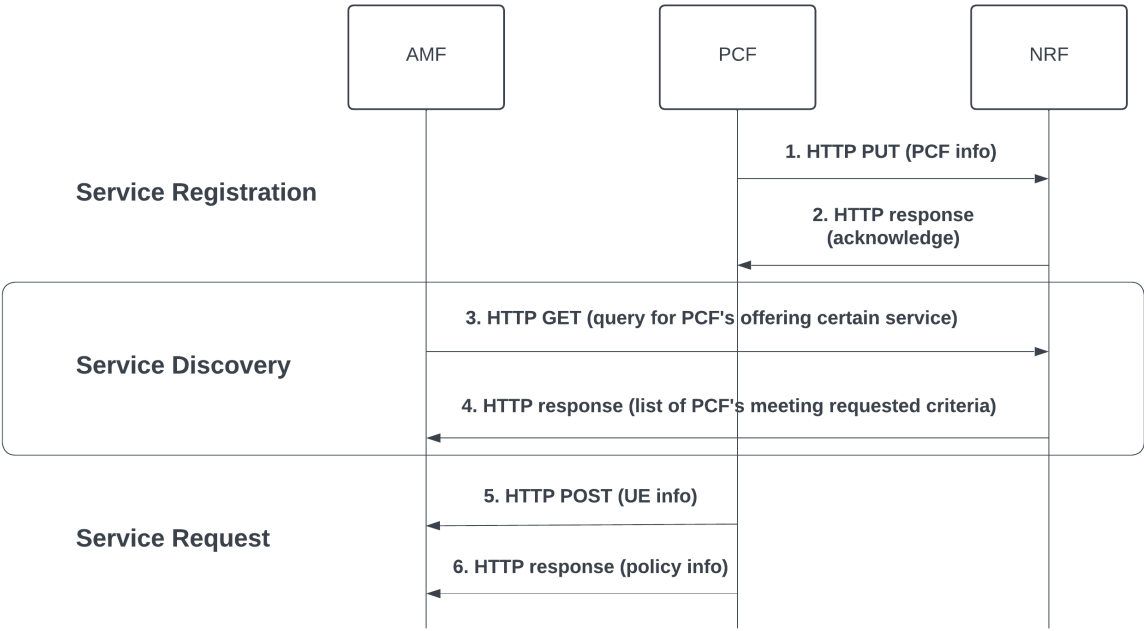 AMF
PCF
NRF
1. HTTP PUT (PCF info)
Service Registration
2. HTTP response
(acknowledge)
3. HTTP GET (query for PCF's offering certain service)
Service Discovery
4. HTTP response (list of PCF's meeting requested criteria)
5. HTTP POST (UE info)
Service Request
6. HTTP response (policy info)